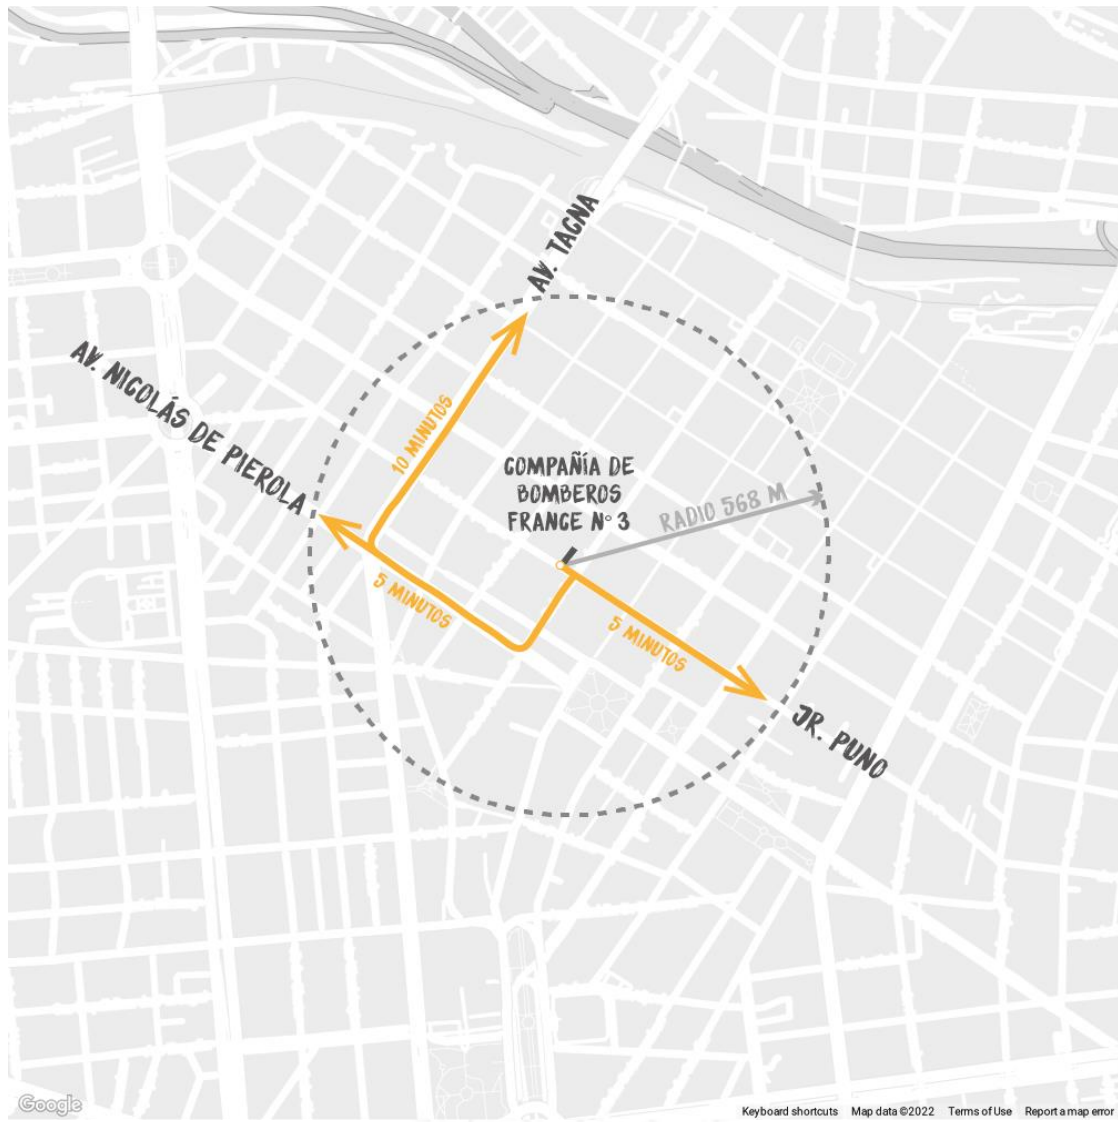 AV. TACNA
AV. NICOLÁS DE PIEROLA
10 MINUTOS
COMPAÑÍA DE
BOMBEROS
FRANCE N° 3
RADIO 568 M
5 MINUTOS
5 MINUTOS
JR. PUNO
Google
Keyboard shortcuts Map data ©2022 Terms of Use Report a map error